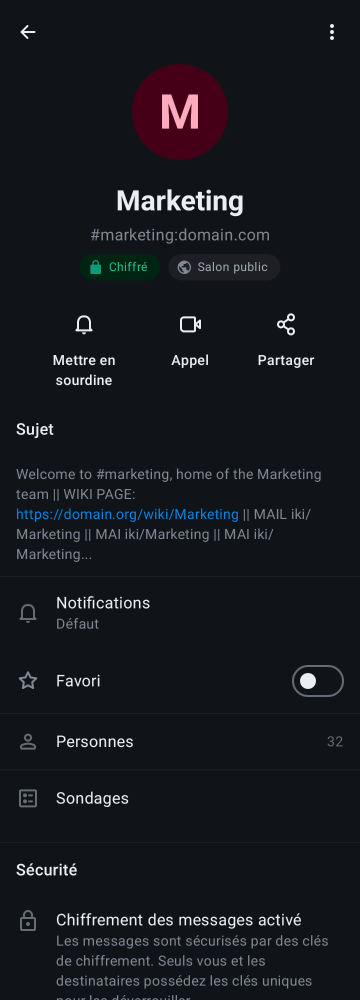 M
Marketing
#marketing:domain.com
Chiffré
Salon public
Mettre en
sourdine
Appel
Partager
Sujet
Welcome to #marketing, home of the Marketing
team || WIKI PAGE:
https://domain.org/wiki/Marketing || MAIL iki/
Marketing || MAI iki/Marketing || MAI iki/
Marketing...
Notifications
Défaut
Favori
Personnes
32
Sondages
Sécurité
Chiffrement des messages activé
Les messages sont sécurisés par des clés
de chiffrement. Seuls vous et les
destinataires possédez les clés uniques
pour les déverrouiller